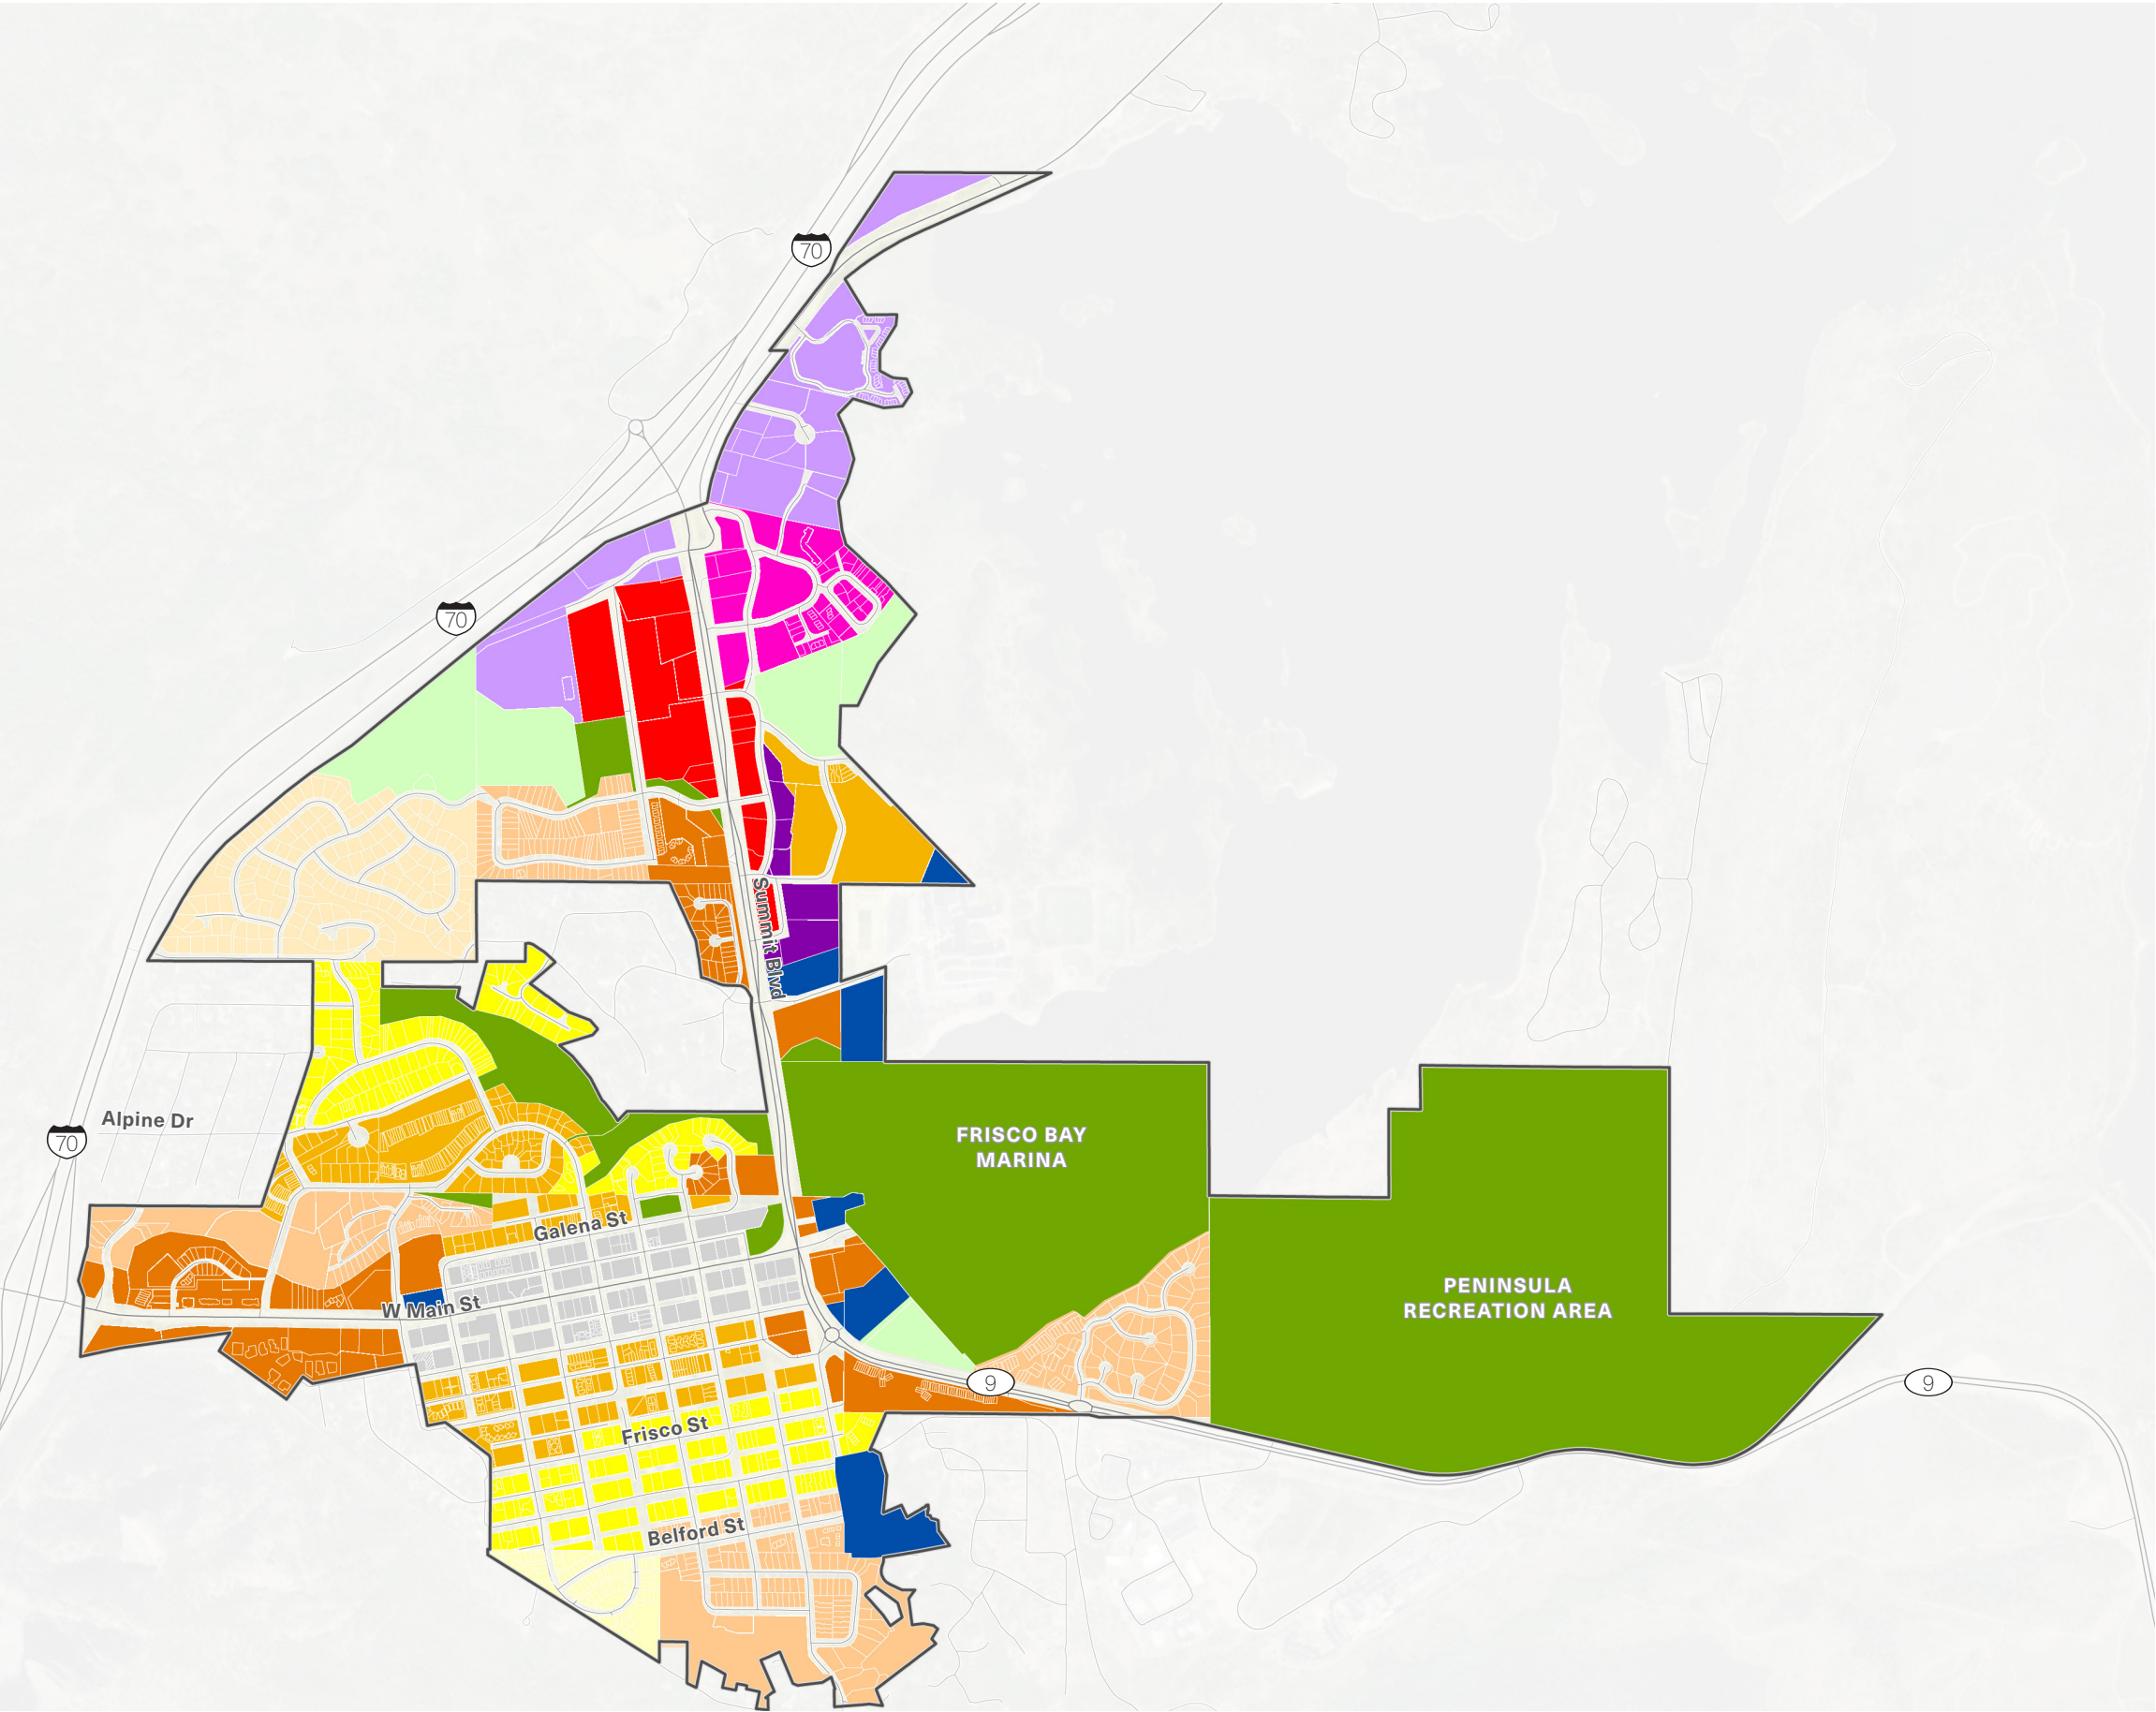 70
70
Summit Blvd
Alpine Dr
70
FRISCO BAY
MARINA
Galena St
PENINSULA
RECREATION AREA
W Main St
9
9
Frisco St
Belford St